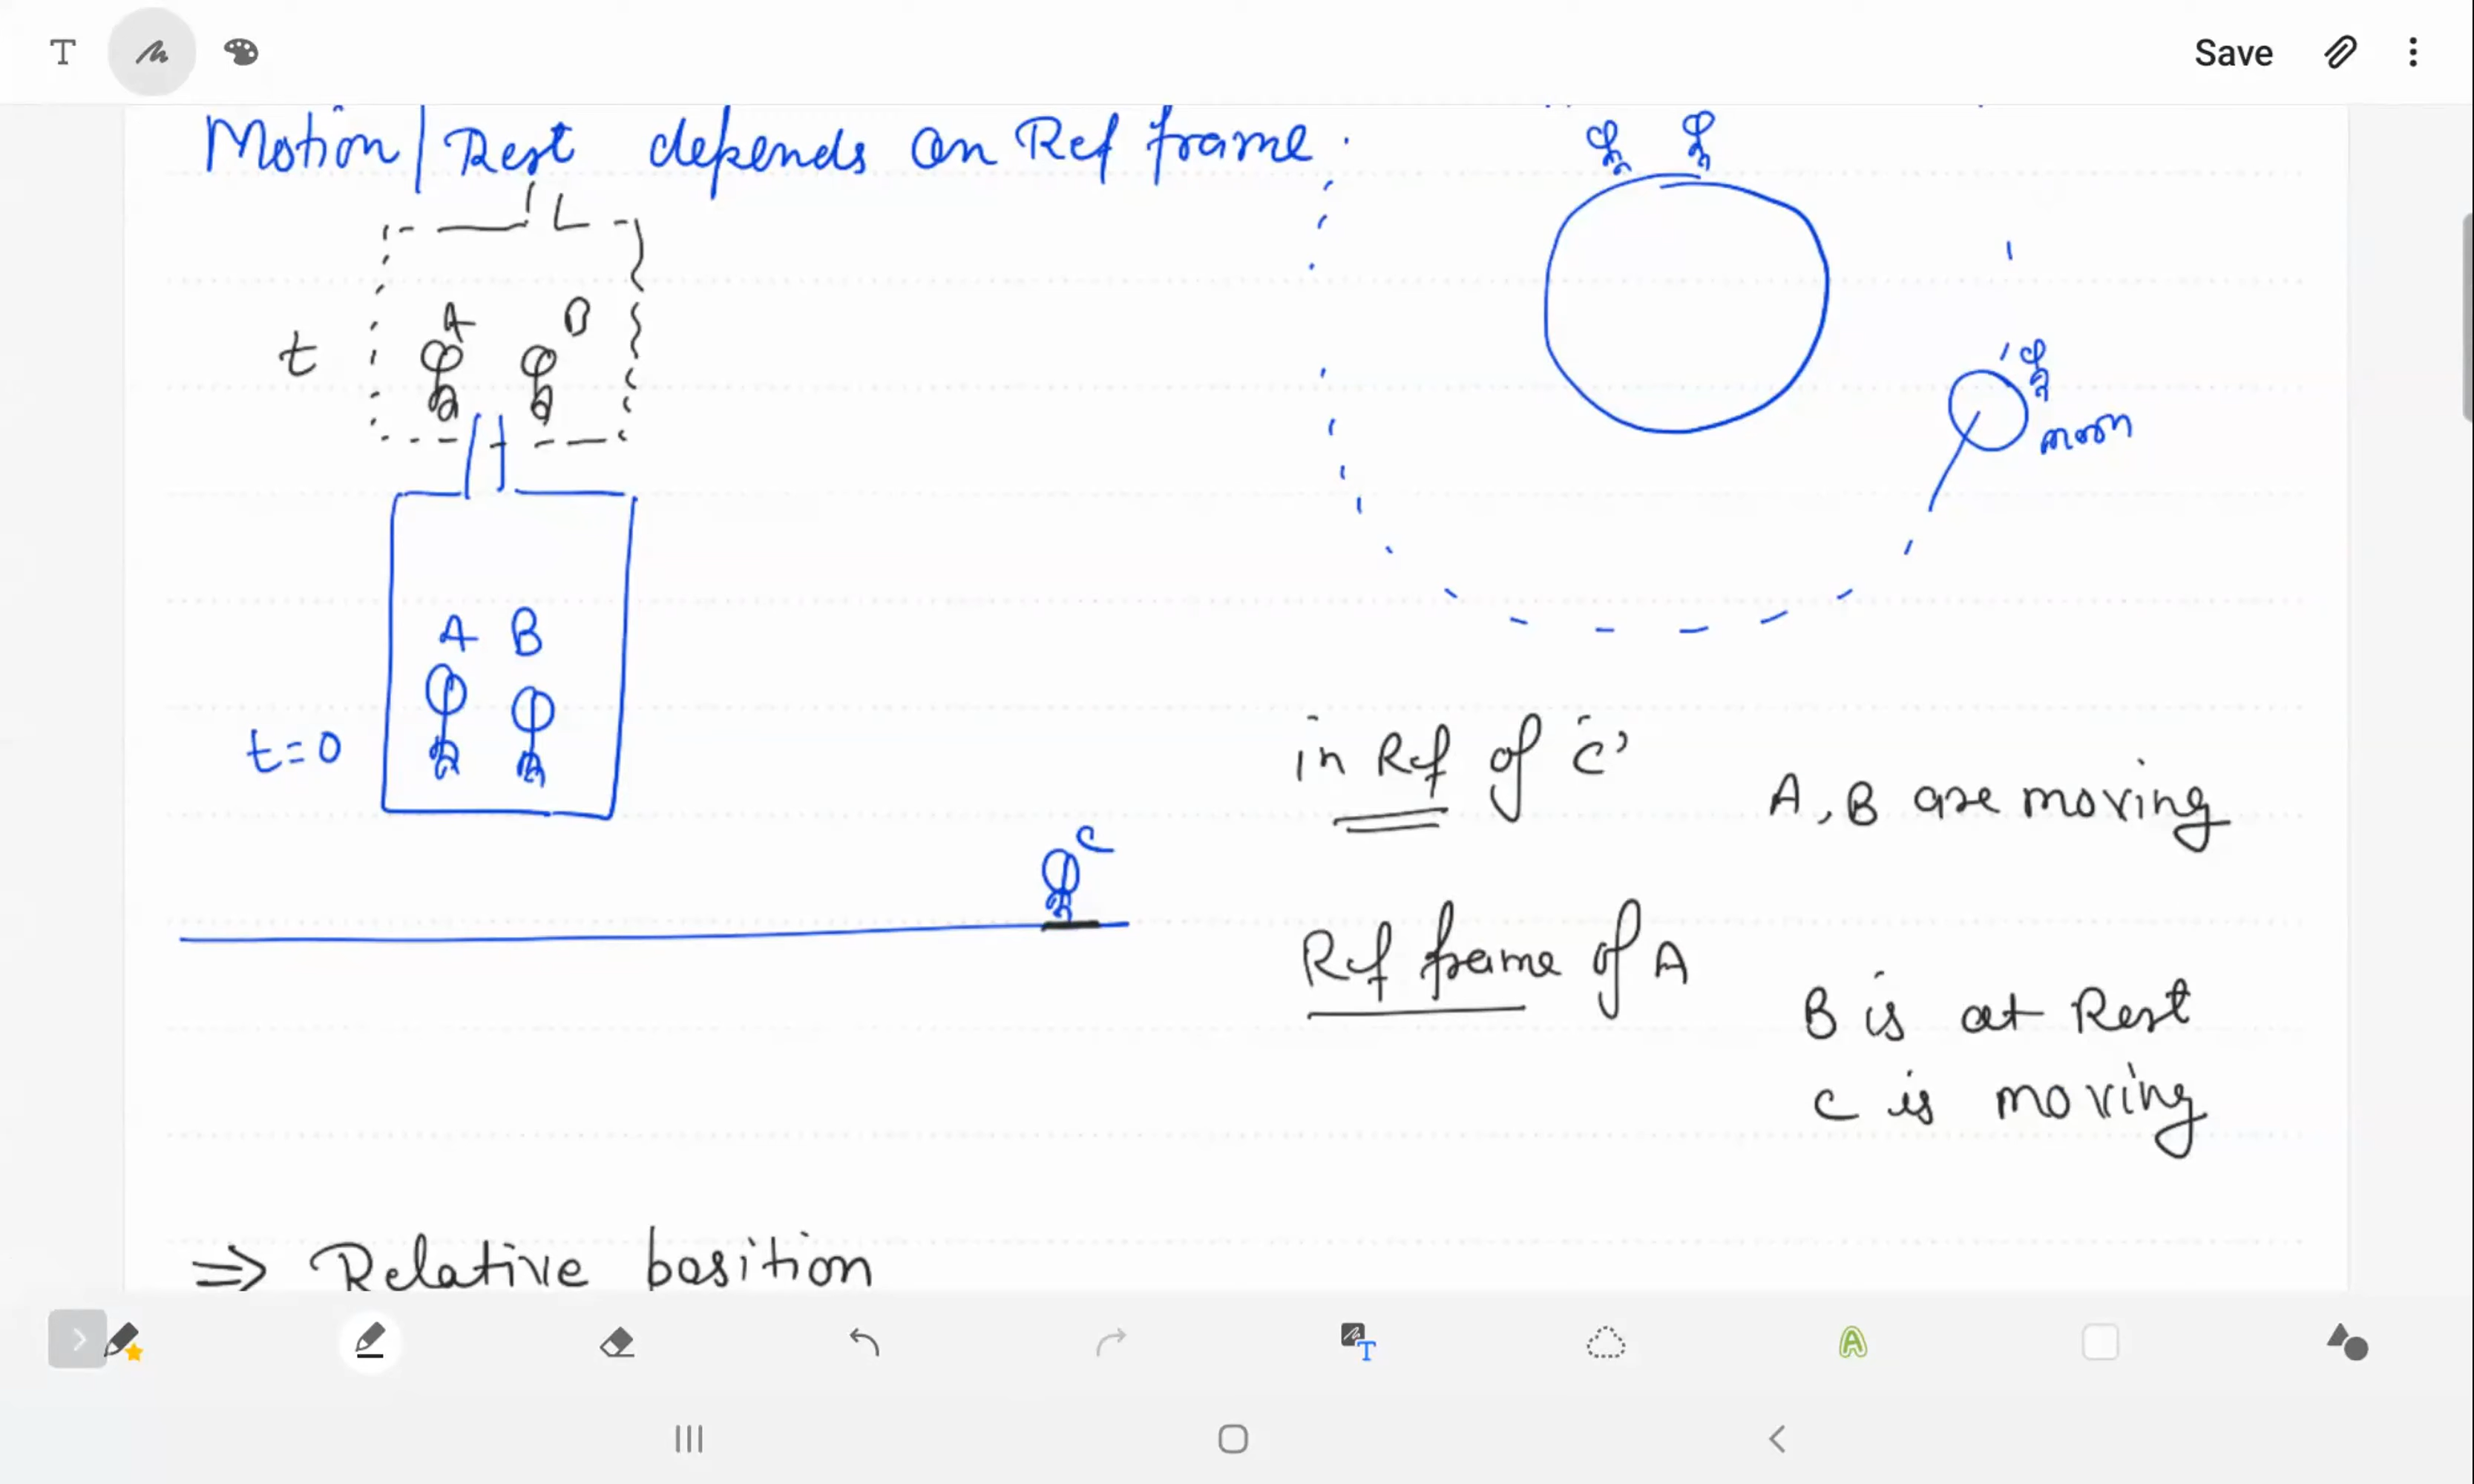 Save
Motion/Rest depends on Ref frame.
A B
t
moon
A B
t=0
C
in Ref of 'C'
A, B are moving
Ref frame of A
B is at Rest
C is moving
⇒ Relative position